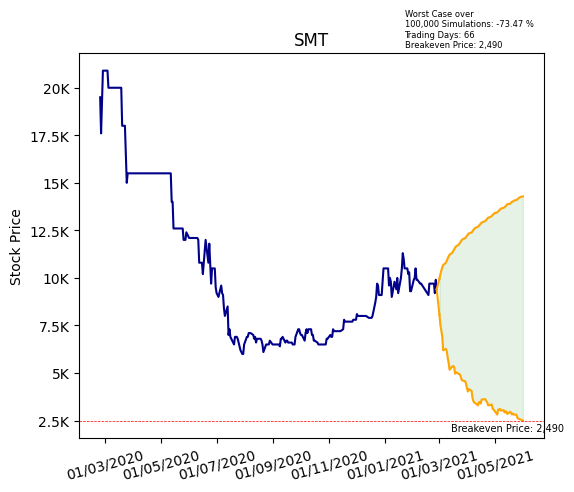 Worst Case over
100,000 Simulations: -73.47 %
Trading Days: 66
Breakeven Price: 2,490
SMT
Stock Price
20K
17.5K
15K
12.5K
10K
7.5K
5K
2.5K
Breakeven Price: 2,490
01/03/2020 01/05/2020 01/07/2020 01/09/2020 01/11/2020 01/01/2021 01/03/2021 01/05/2021